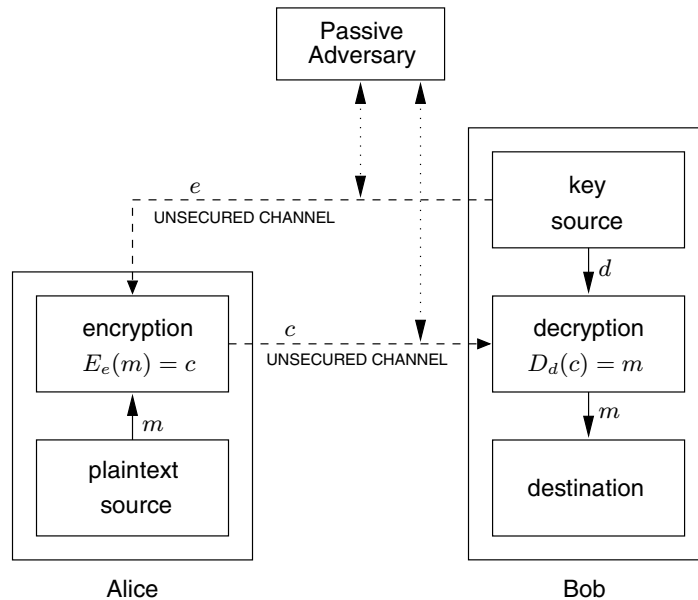 Passive
Adversary
e
UNSECURED CHANNEL
key
source
d
encryption
E_e(m) = c
c
UNSECURED CHANNEL
decryption
D_d(c) = m
m
m
plaintext
source
destination
Alice
Bob